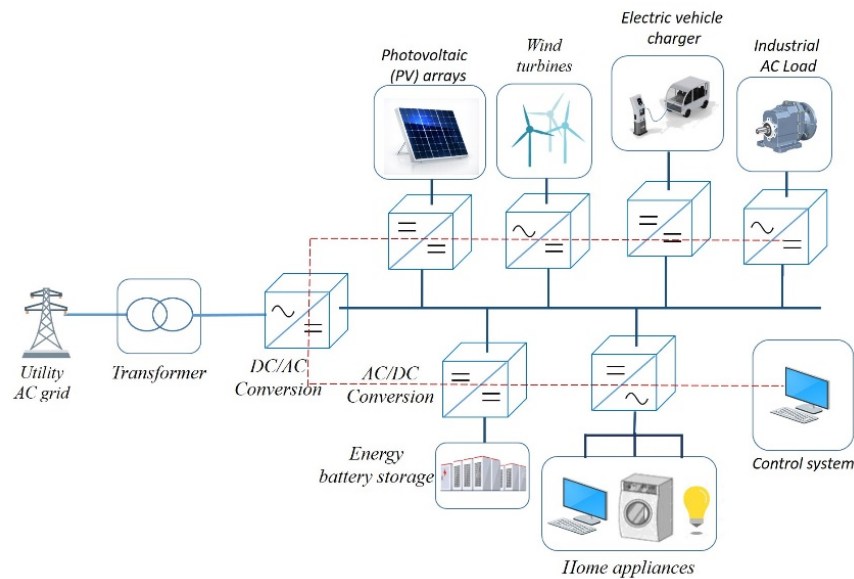 Photovoltaic
(PV) arrays
Wind
turbines
Electric vehicle
charger
Industrial
AC Load
Utility
AC grid
Transformer
DC/AC
Conversion
AC/DC
Conversion
Energy
battery storage
Control system
Home appliances